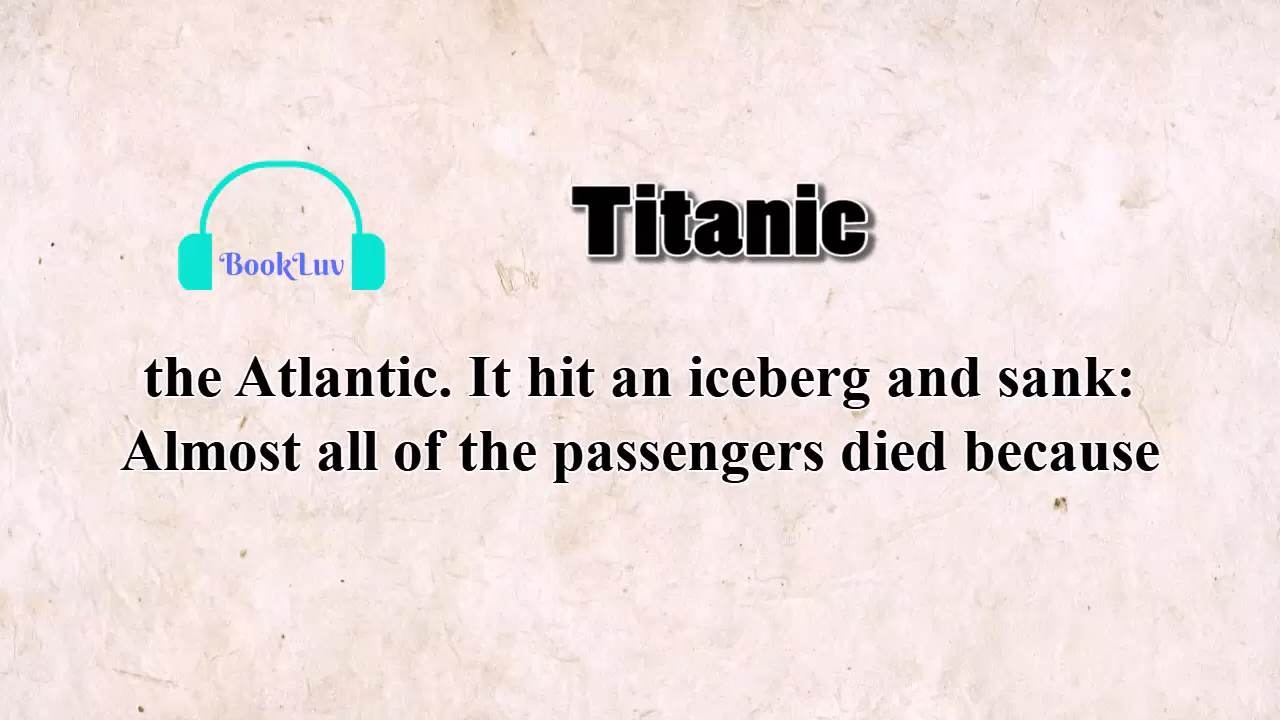 BookLuv
Titanic
the Atlantic. It hit an iceberg and sank:
Almost all of the passengers died because